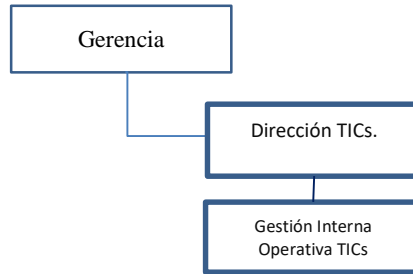 Gerencia
Dirección TICs.
Gestión Interna
Operativa TICs